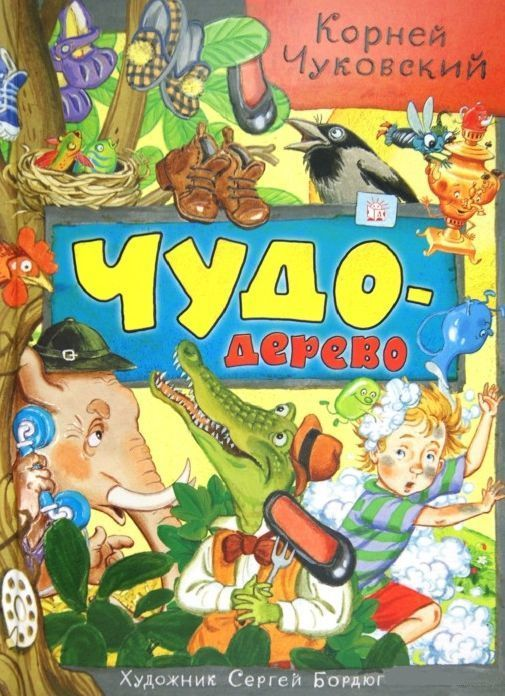 Корней
Чуковский
ЧУДО-
дерево
Художник Сергей Бордюг